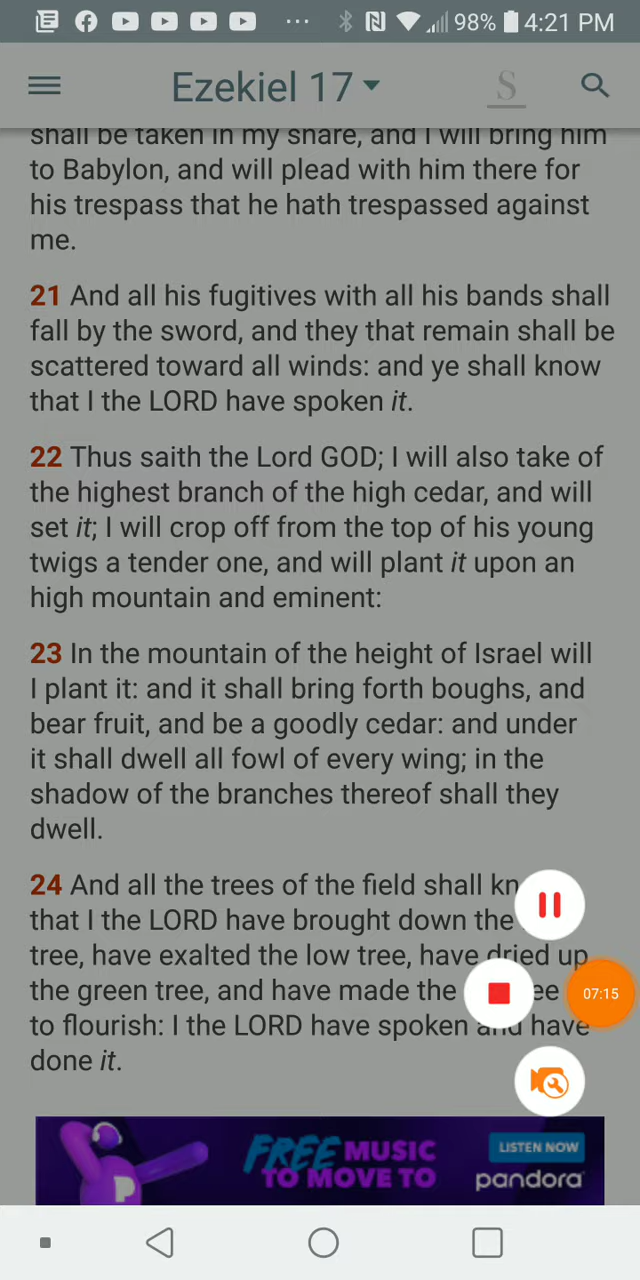 98% 4:21 PM
Ezekiel 17 S
shall be taken in my snare, and I will bring him
to Babylon, and will plead with him there for
his trespass that he hath trespassed against
me.
21 And all his fugitives with all his bands shall
fall by the sword, and they that remain shall be
scattered toward all winds: and ye shall know
that I the LORD have spoken it.
22 Thus saith the Lord GOD; I will also take of
the highest branch of the high cedar, and will
set it; I will crop off from the top of his young
twigs a tender one, and will plant it upon an
high mountain and eminent:
23 In the mountain of the height of Israel will
I plant it: and it shall bring forth boughs, and
bear fruit, and be a goodly cedar: and under
it shall dwell all fowl of every wing; in the
shadow of the branches thereof shall they
dwell.
24 And all the trees of the field shall kn
that I the LORD have brought down the
tree, have exalted the low tree, have dried up
the green tree, and have made the ee
07:15
to flourish: I the LORD have spoken and have
done it.
FREE MUSIC
TO MOVE TO
LISTEN NOW
pandora